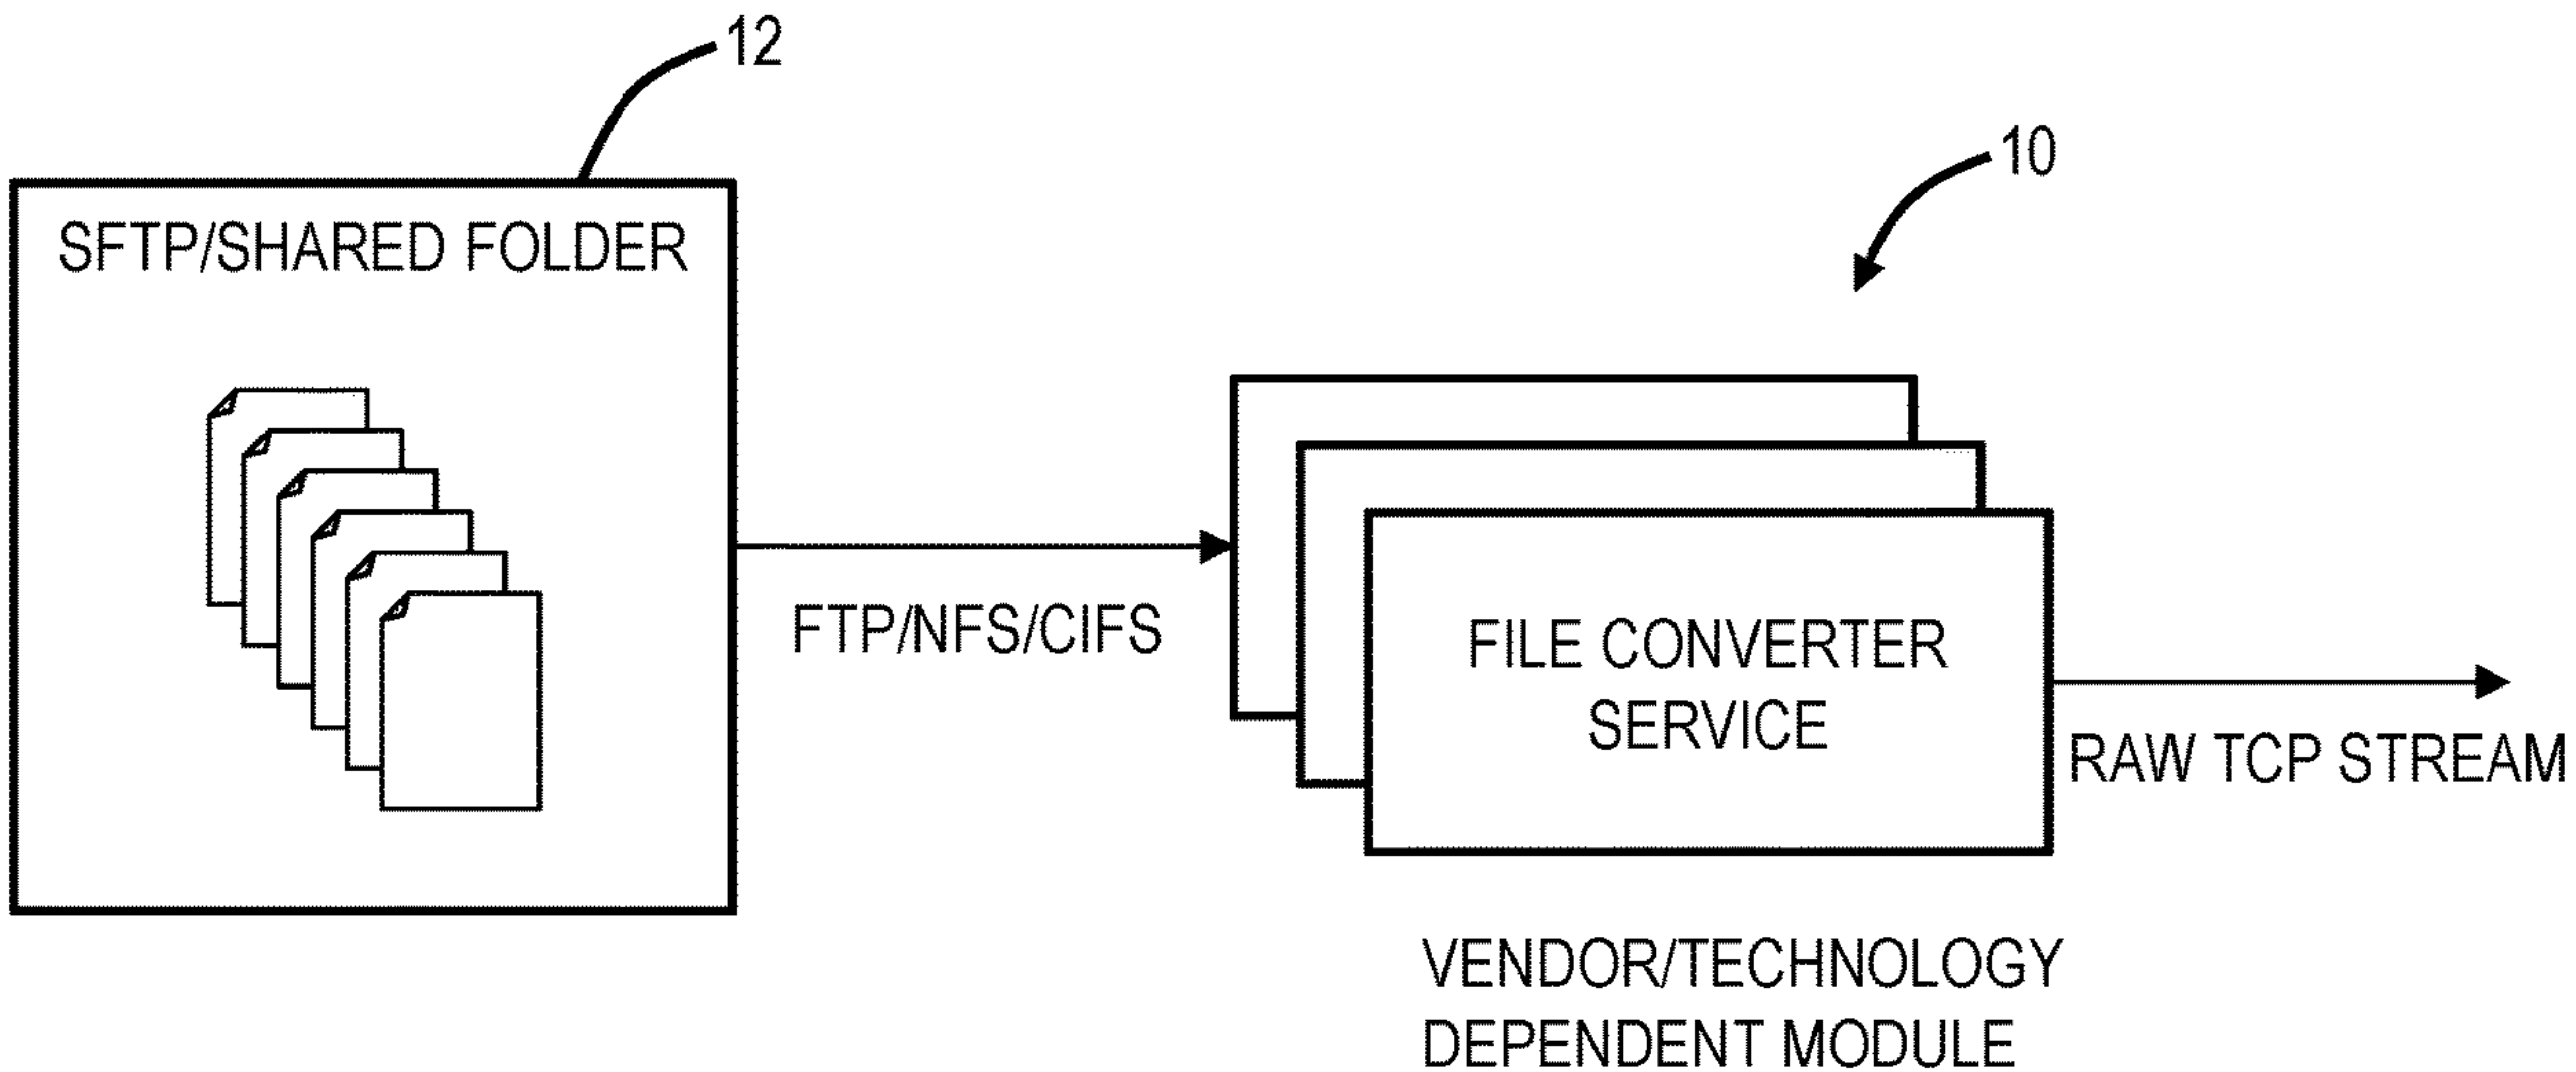 12
10
SFTP/SHARED FOLDER
FTP/NFS/CIFS
FILE CONVERTER
SERVICE
RAW TCP STREAM
VENDOR/TECHNOLOGY
DEPENDENT MODULE